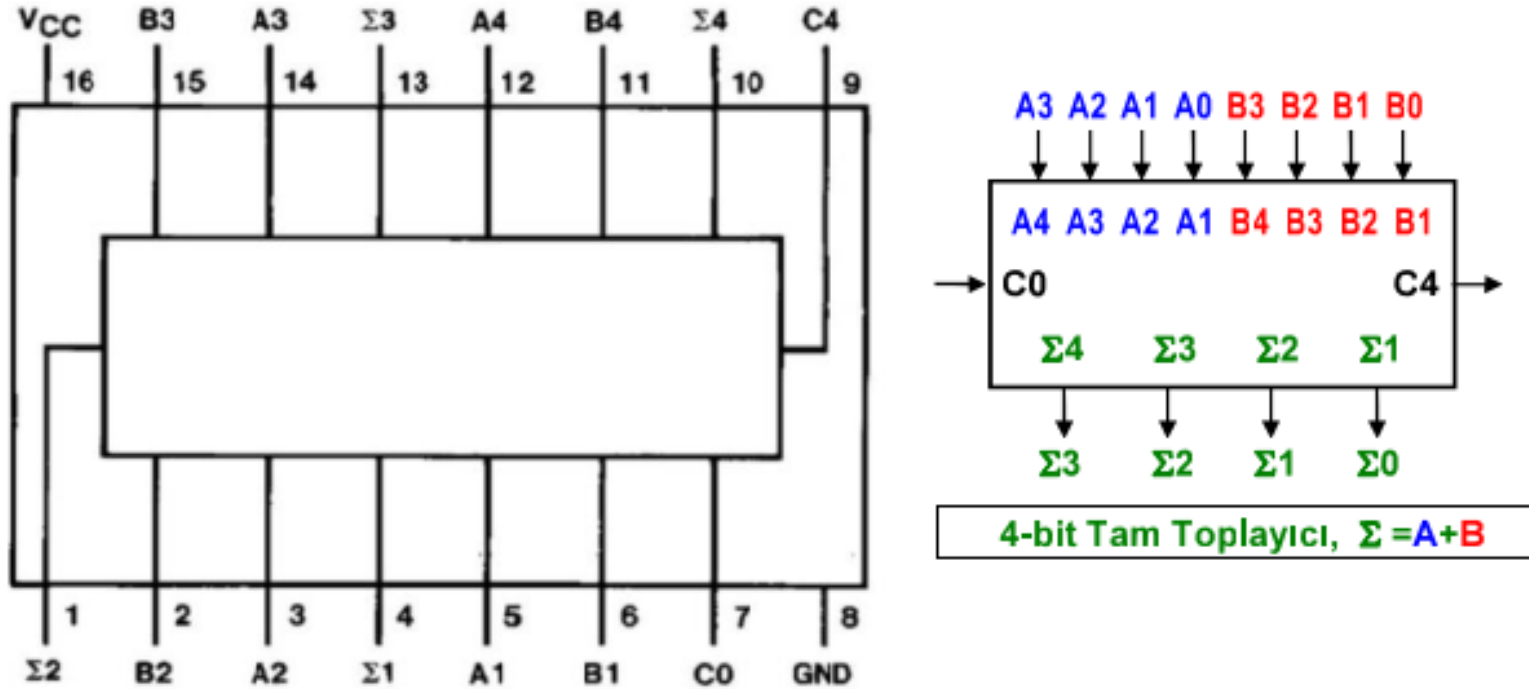 VCC B3 A3 Σ3 A4 B4 Σ4 C4
16 15 14 13 12 11 10 9
1 2 3 4 5 6 7 8
Σ2 B2 A2 Σ1 A1 B1 C0 GND
A3 A2 A1 A0 B3 B2 B1 B0
A4 A3 A2 A1 B4 B3 B2 B1
C0 C4
Σ4 Σ3 Σ2 Σ1
Σ3 Σ2 Σ1 Σ0
4-bit Tam Toplayıcı, Σ =A+B